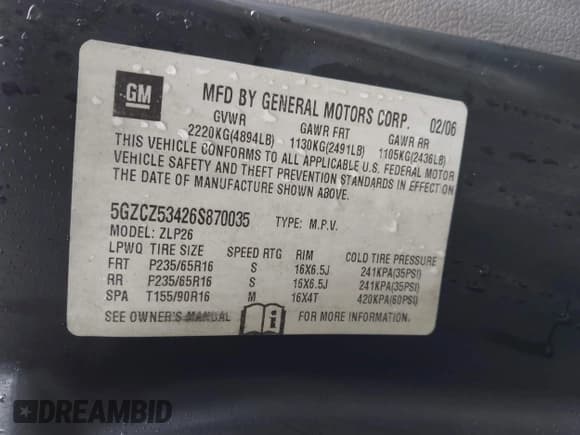 GM
MFD BY GENERAL MOTORS CORP. 02/06
GVWR GAWR FRT GAWR RR
2220KG(4894LB) 1130KG(2491LB) 1105KG(2436LB)
THIS VEHICLE CONFORMS TO ALL APPLICABLE U.S. FEDERAL MOTOR
VEHICLE SAFETY AND THEFT PREVENTION STANDARDS IN EFFECT ON
THE DATE OF MANUFACTURE SHOWN ABOVE.
5GZCZ53426S870035 TYPE: M.P.V.
MODEL: ZLP26
LPWO TIRE SIZE SPEED RTG RIM COLD TIRE PRESSURE
FRT P235/65R16 S 16X6.5J 241KPA(35PSI)
RR P235/65R16 S 16X6.5J 241KPA(35PSI)
SPA T155/90R16 M 16X4T 420KPA(60PSI)
SEE OWNER'S MANUAL FOR MORE INFORMATION.
DREAMBID